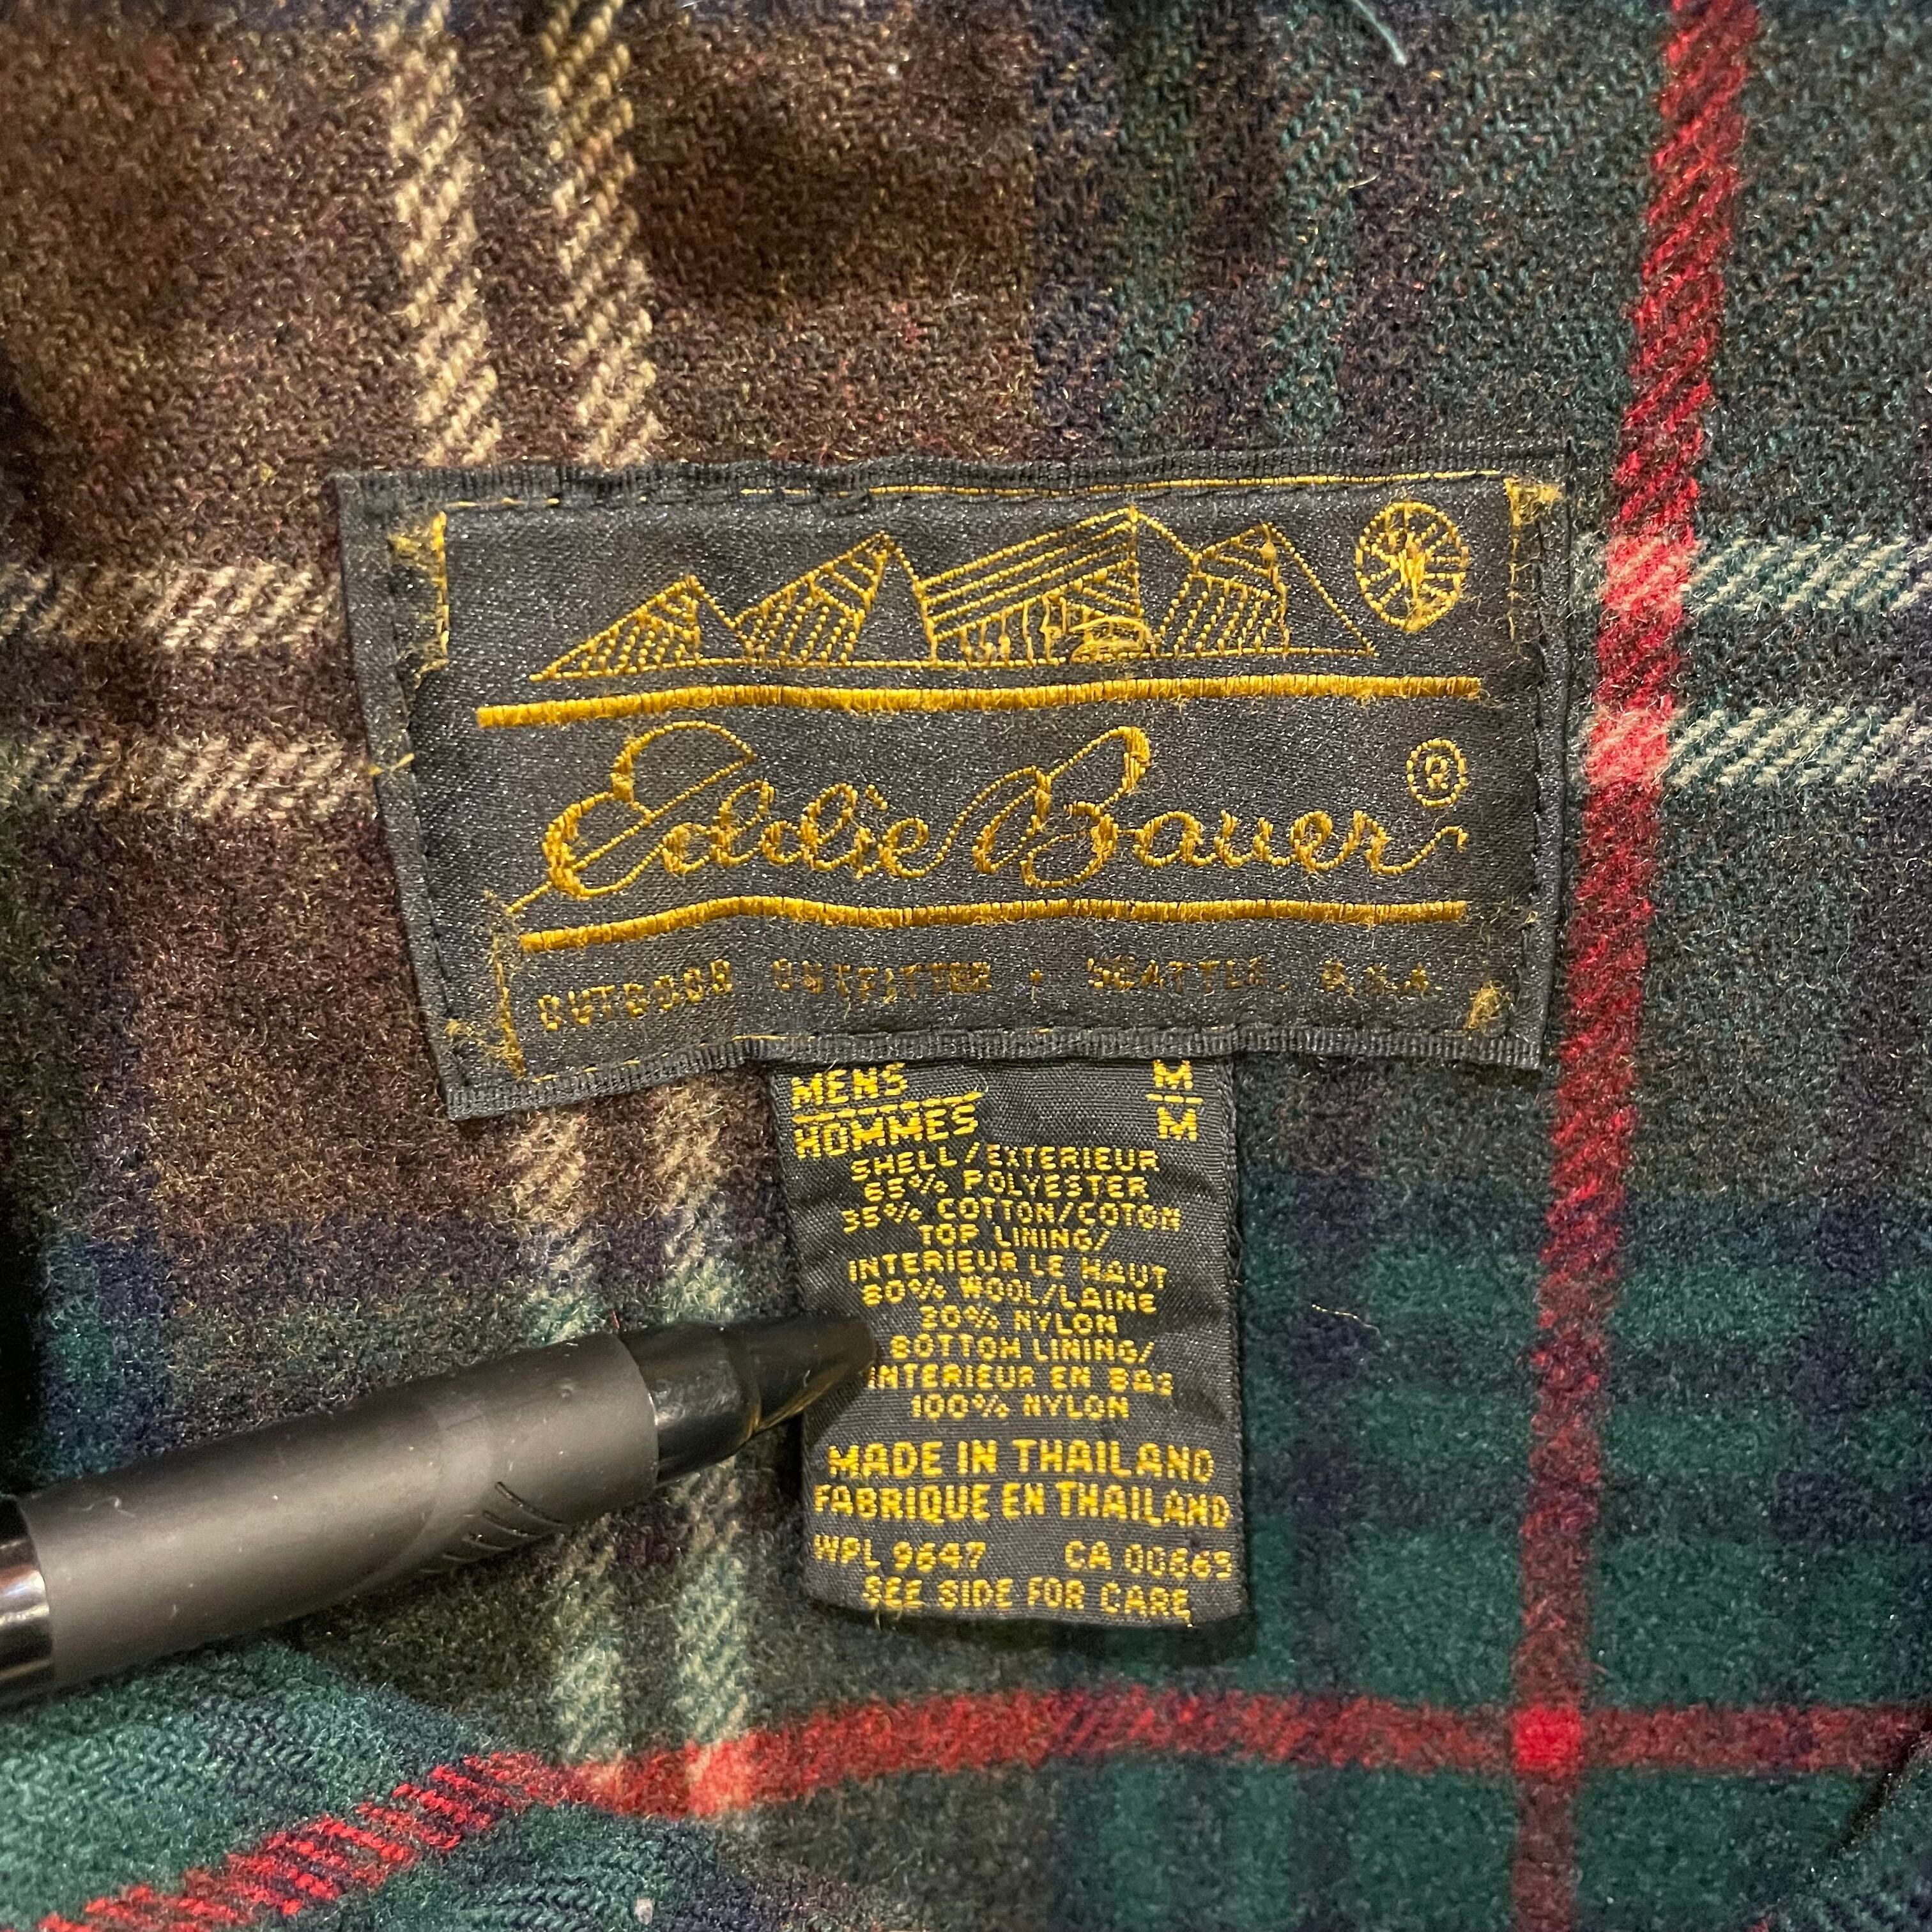 Eddie Bauer ®
OUTDOOR OUTFITTER • SEATTLE, U.S.A.
MENS M
HOMMES M
SHELL/EXTERIEUR
65% POLYESTER
35% COTTON/COTON
TOP LINING/
INTERIEUR LE HAUT
80% WOOL/LAINE
20% NYLON
BOTTOM LINING/
INTERIEUR EN BAS
100% NYLON
MADE IN THAILAND
FABRIQUE EN THAILAND
WPL 9647 CA 00665
SEE SIDE FOR CARE